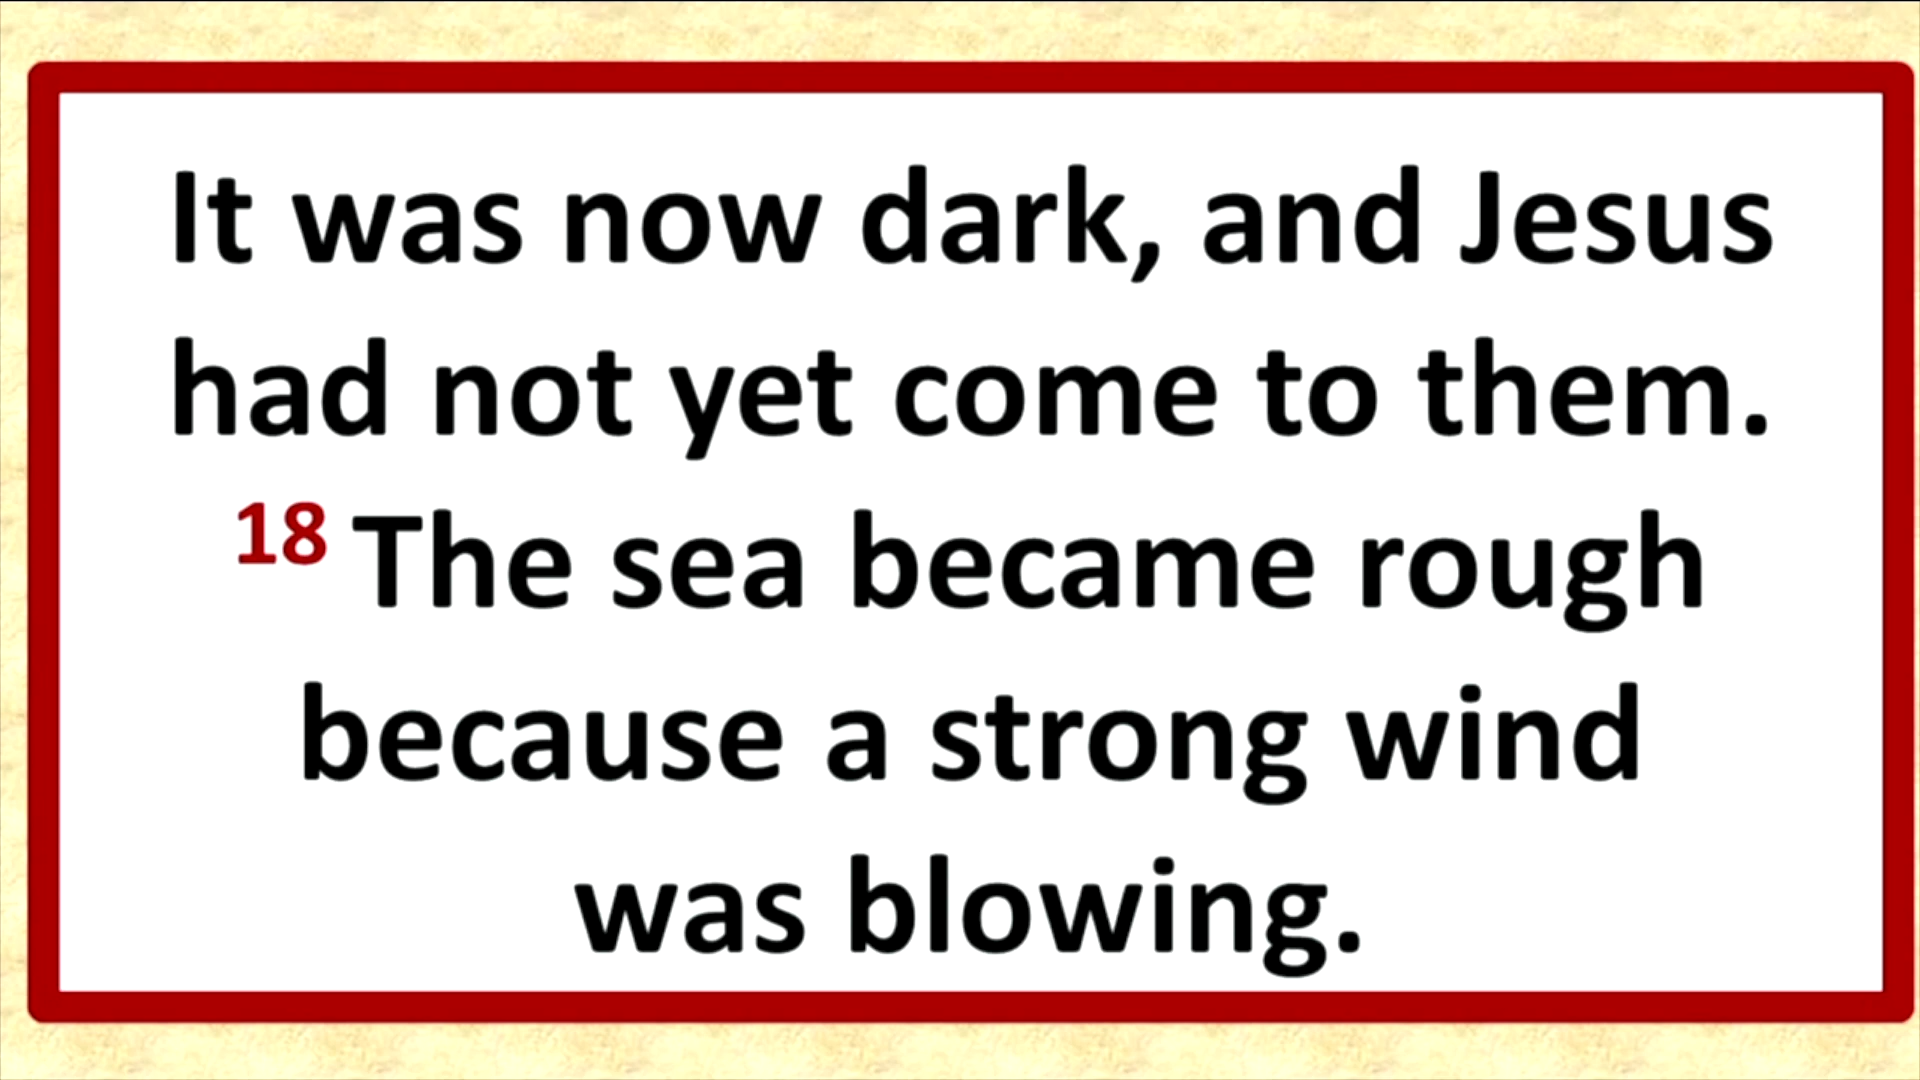 It was now dark, and Jesus
had not yet come to them.
18 The sea became rough
because a strong wind
was blowing.